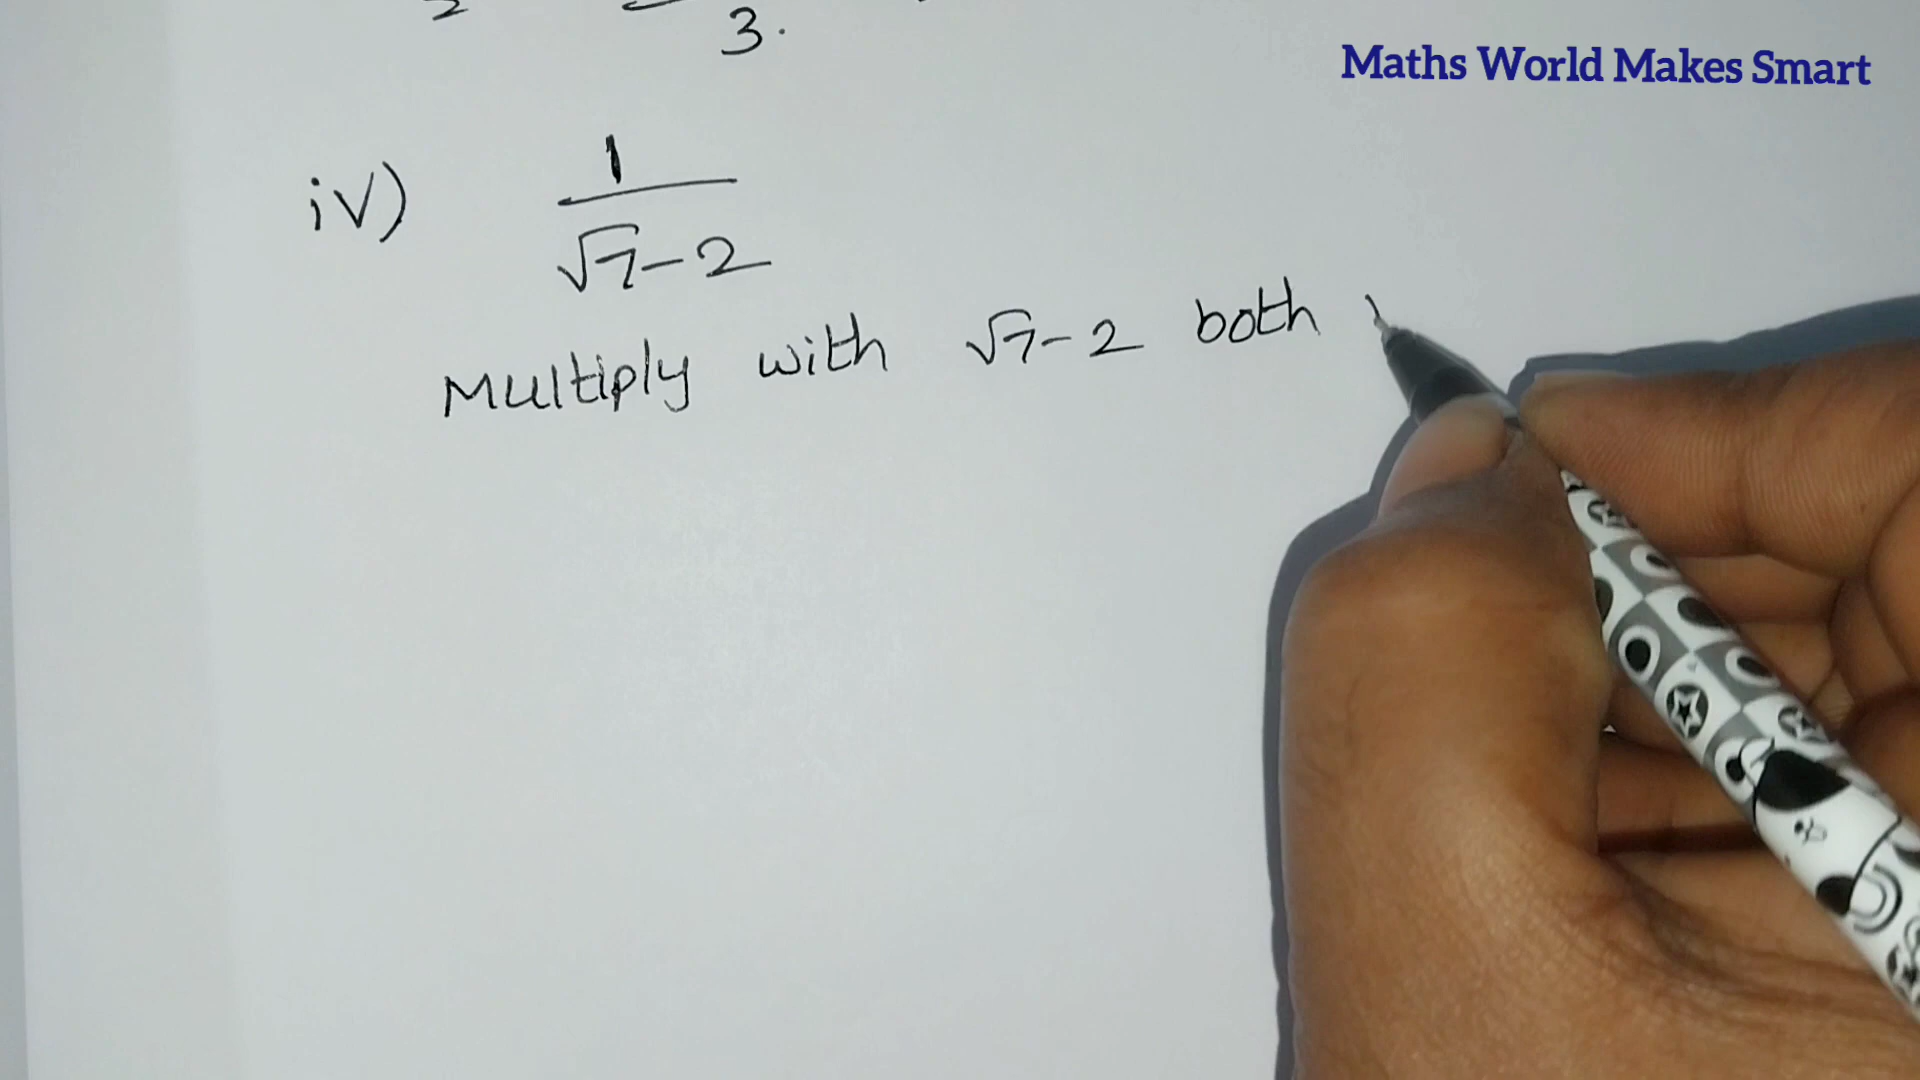 3.
Maths World Makes Smart
iv) 1
√7-2
Multiply with √7-2 both